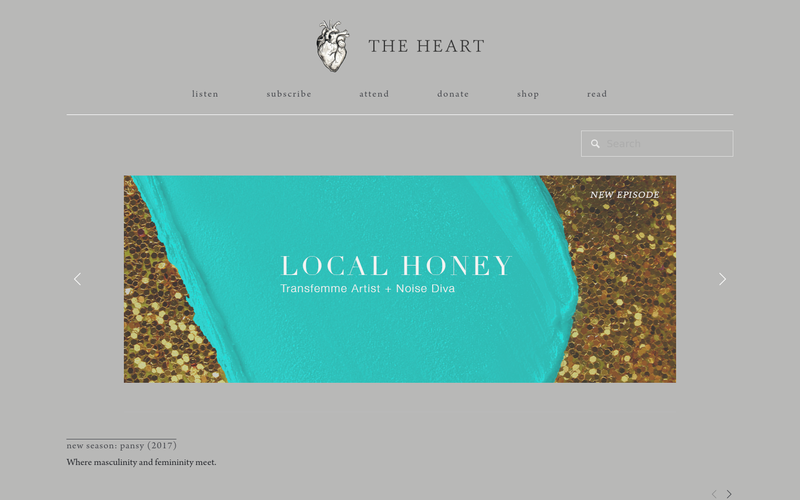 THE HEART
listen
subscribe
attend
donate
shop
read
Search
NEW EPISODE
LOCAL HONEY
Transfemme Artist + Noise Diva
new season: pansy (2017)
Where masculinity and femininity meet.